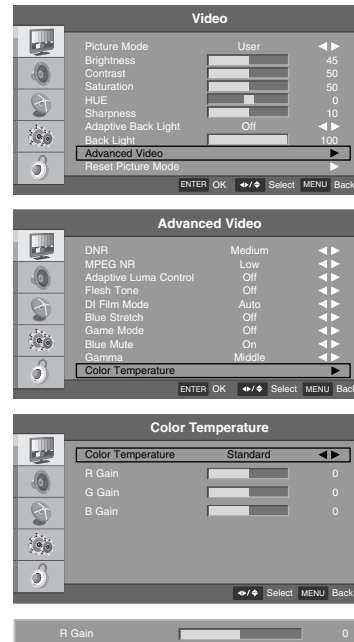 Video
Picture Mode User
Brightness 45
Contrast 50
Saturation 50
HUE 0
Sharpness 10
Adaptive Back Light Off
Back Light 100
Advanced Video
Reset Picture Mode
ENTER OK Select MENU Back
Advanced Video
DNR Medium
MPEG NR Low
Adaptive Luma Control Off
Flesh Tone Off
DI Film Mode Auto
Blue Stretch Off
Game Mode Off
Blue Mute On
Gamma Middle
Color Temperature
ENTER OK Select MENU Back
Color Temperature
Color Temperature Standard
R Gain 0
G Gain 0
B Gain 0
Select MENU Back
R Gain 0